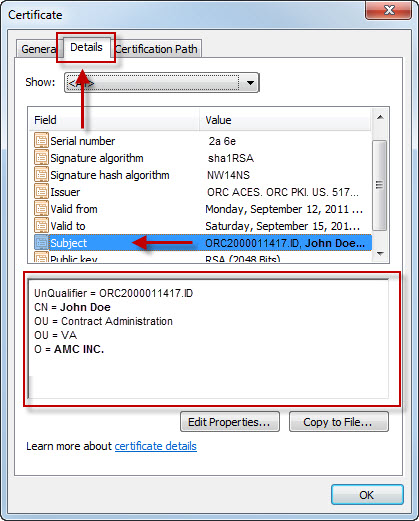 Certificate
General Details Certification Path
Show: <All>
Field Value
Serial number 2a 6e
Signature algorithm sha1RSA
Signature hash algorithm NW14NS
Issuer ORC ACES. ORC PKI. US. 517...
Valid from Monday, September 12, 2011 ...
Valid to Saturday, September 15, 201...
Subject ORC2000011417.ID, John Doe...
Public key RSA (2048 Bits)
UnQualifier = ORC2000011417.ID
CN = John Doe
OU = Contract Administration
OU = VA
O = AMC INC.
Edit Properties... Copy to File...
Learn more about certificate details
OK